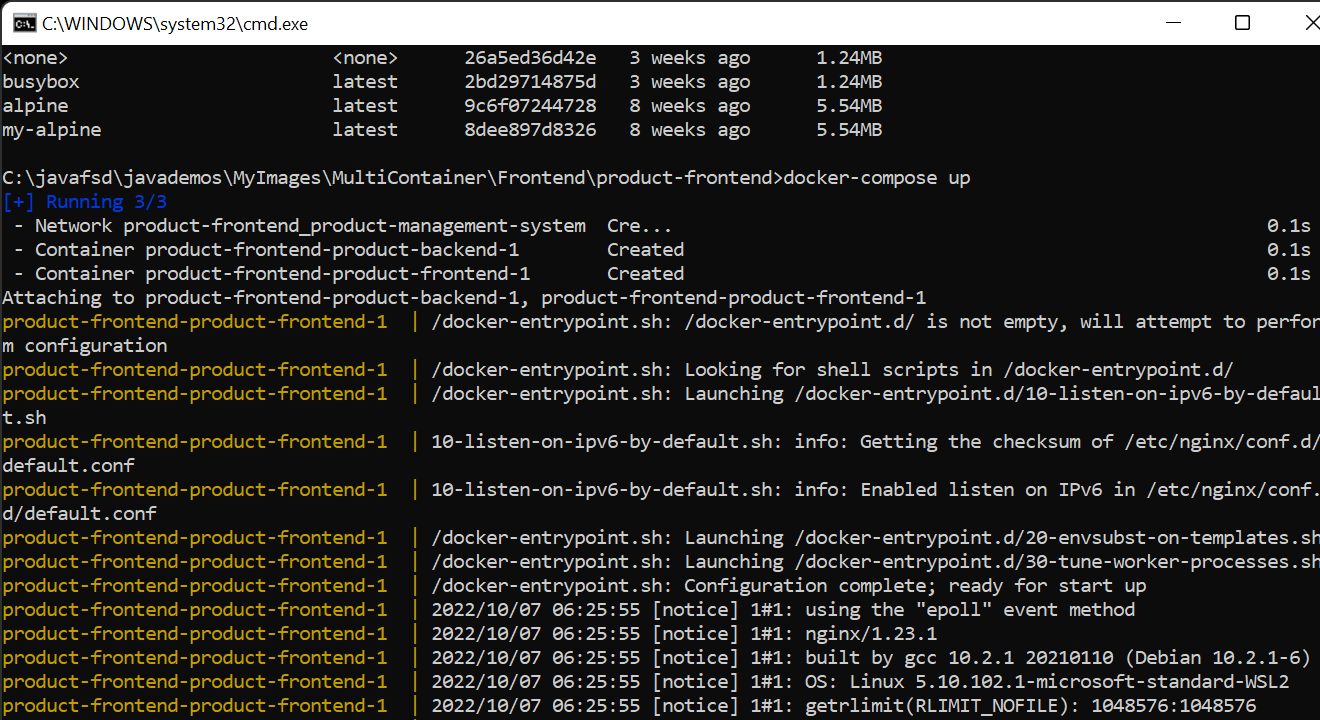 C:\WINDOWS\system32\cmd.exe
<none> <none> 26a5ed36d42e 3 weeks ago 1.24MB
busybox latest 2bd29714875d 3 weeks ago 1.24MB
alpine latest 9c6f07244728 8 weeks ago 5.54MB
my-alpine latest 8dee897d8326 8 weeks ago 5.54MB
C:\javafsd\javademos\MyImages\MultiContainer\Frontend\product-frontend>docker-compose up
[+] Running 3/3
- Network product-frontend_product-management-system Cre... 0.1s
- Container product-frontend-product-backend-1 Created 0.1s
- Container product-frontend-product-frontend-1 Created 0.1s
Attaching to product-frontend-product-backend-1, product-frontend-product-frontend-1
product-frontend-product-frontend-1 | /docker-entrypoint.sh: /docker-entrypoint.d/ is not empty, will attempt to perfor
m configuration
product-frontend-product-frontend-1 | /docker-entrypoint.sh: Looking for shell scripts in /docker-entrypoint.d/
product-frontend-product-frontend-1 | /docker-entrypoint.sh: Launching /docker-entrypoint.d/10-listen-on-ipv6-by-defaul
t.sh
product-frontend-product-frontend-1 | 10-listen-on-ipv6-by-default.sh: info: Getting the checksum of /etc/nginx/conf.d/
default.conf
product-frontend-product-frontend-1 | 10-listen-on-ipv6-by-default.sh: info: Enabled listen on IPv6 in /etc/nginx/conf.
d/default.conf
product-frontend-product-frontend-1 | /docker-entrypoint.sh: Launching /docker-entrypoint.d/20-envsubst-on-templates.sh
product-frontend-product-frontend-1 | /docker-entrypoint.sh: Launching /docker-entrypoint.d/30-tune-worker-processes.sh
product-frontend-product-frontend-1 | /docker-entrypoint.sh: Configuration complete; ready for start up
product-frontend-product-frontend-1 | 2022/10/07 06:25:55 [notice] 1#1: using the "epoll" event method
product-frontend-product-frontend-1 | 2022/10/07 06:25:55 [notice] 1#1: nginx/1.23.1
product-frontend-product-frontend-1 | 2022/10/07 06:25:55 [notice] 1#1: built by gcc 10.2.1 20210110 (Debian 10.2.1-6)
product-frontend-product-frontend-1 | 2022/10/07 06:25:55 [notice] 1#1: OS: Linux 5.10.102.1-microsoft-standard-WSL2
product-frontend-product-frontend-1 | 2022/10/07 06:25:55 [notice] 1#1: getrlimit(RLIMIT_NOFILE): 1048576:1048576